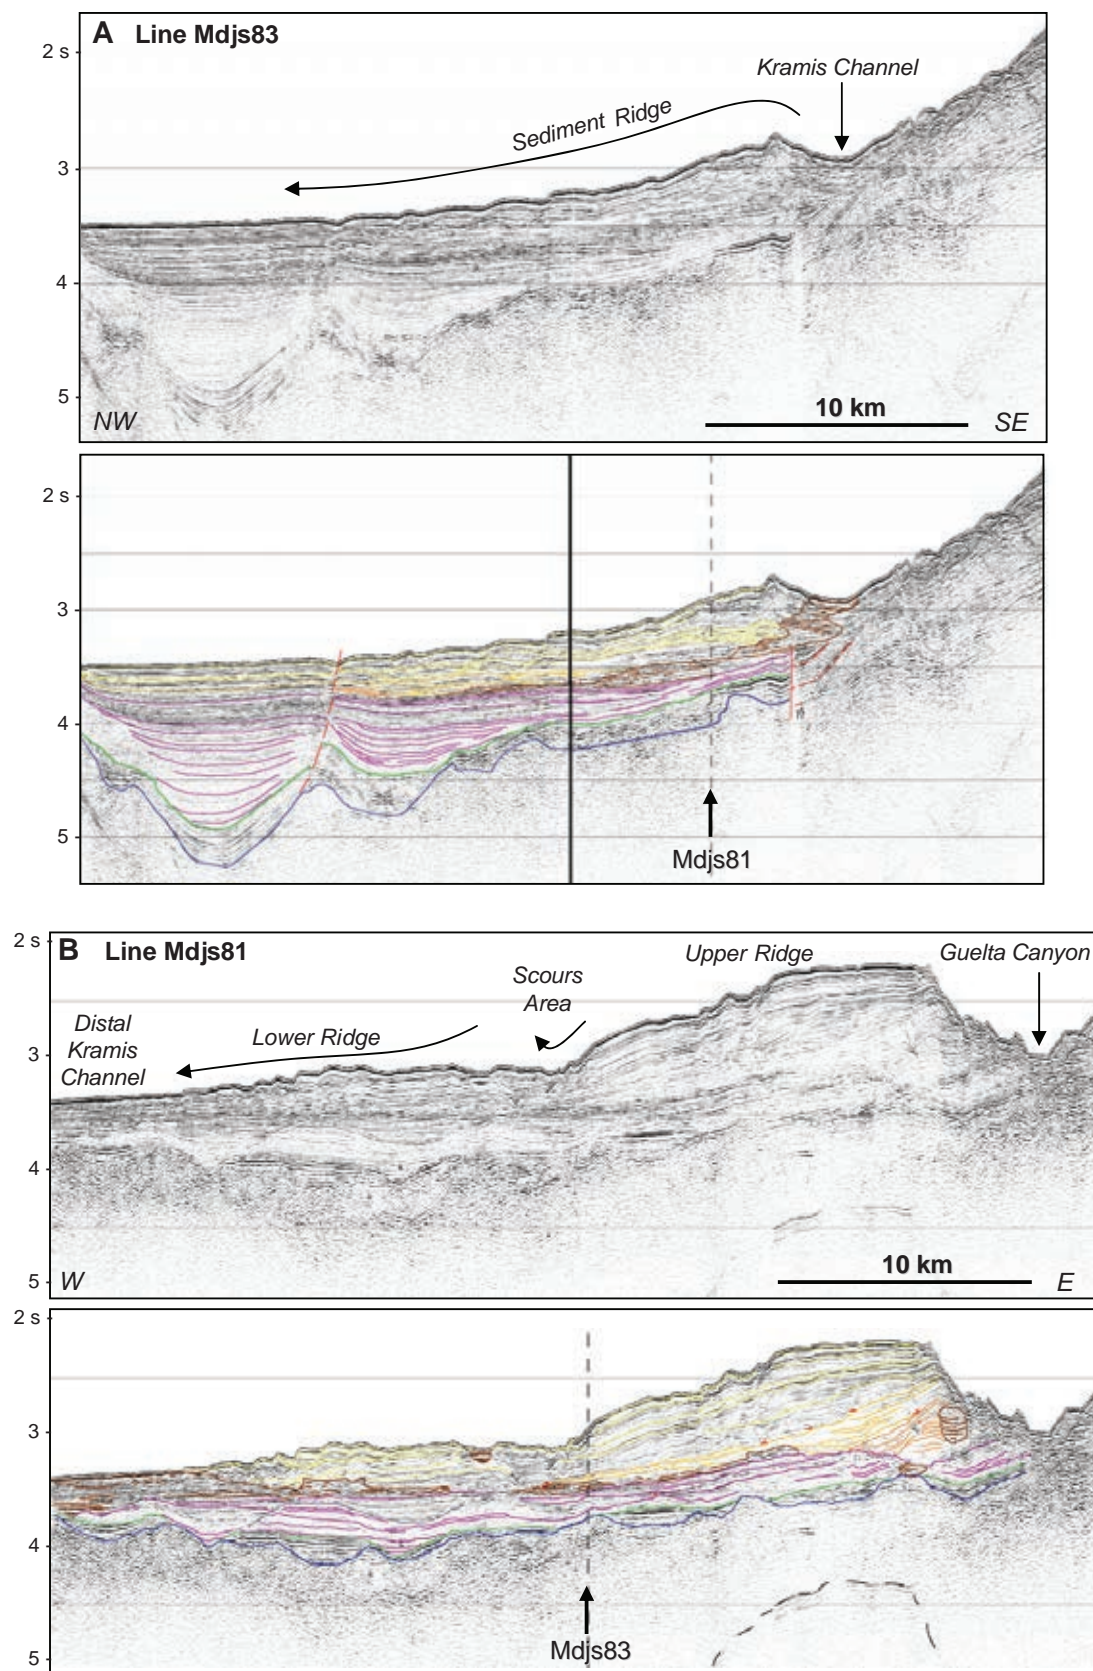 A Line Mdjs83
2 s
Kramis Channel
Sediment Ridge
3
4
5
NW
10 km
SE
2 s
3
4
5
Mdjs81
2 s
B Line Mdjs81
Upper Ridge
Guelta Canyon
Scours
Area
Distal
Kramis
Channel
Lower Ridge
3
4
5
W
10 km
E
2 s
3
4
5
Mdjs83